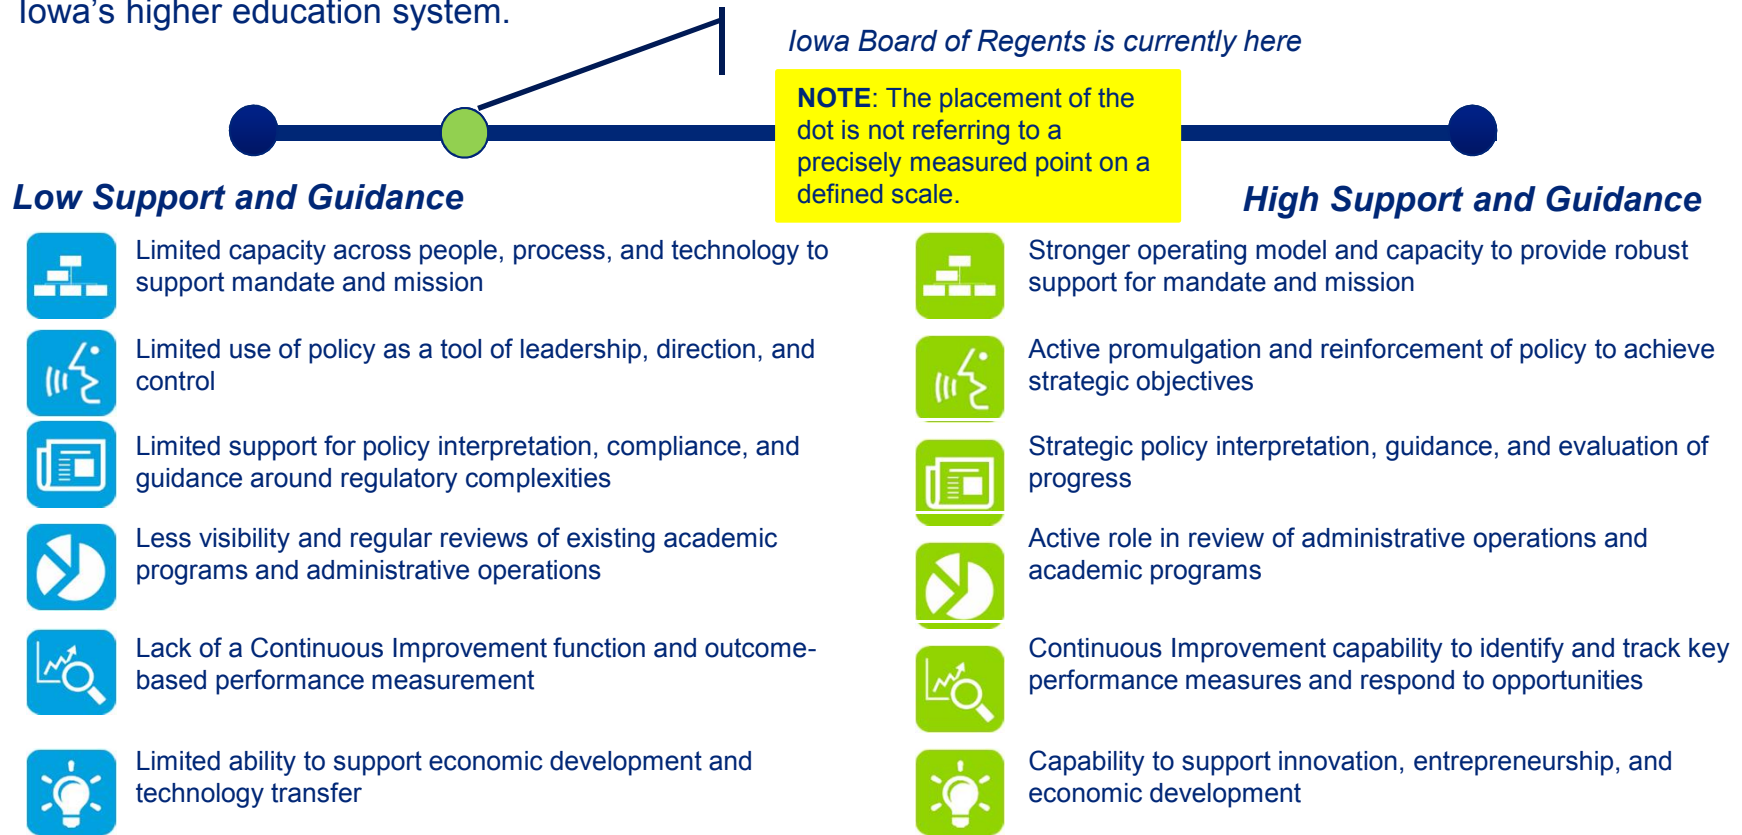 Iowa's higher education system.
Iowa Board of Regents is currently here
NOTE: The placement of the
dot is not referring to a
precisely measured point on a
defined scale.
Low Support and Guidance
Limited capacity across people, process, and technology to
support mandate and mission
Limited use of policy as a tool of leadership, direction, and
control
Limited support for policy interpretation, compliance, and
guidance around regulatory complexities
Less visibility and regular reviews of existing academic
programs and administrative operations
Lack of a Continuous Improvement function and outcome-
based performance measurement
Limited ability to support economic development and
technology transfer
High Support and Guidance
Stronger operating model and capacity to provide robust
support for mandate and mission
Active promulgation and reinforcement of policy to achieve
strategic objectives
Strategic policy interpretation, guidance, and evaluation of
progress
Active role in review of administrative operations and
academic programs
Continuous Improvement capability to identify and track key
performance measures and respond to opportunities
Capability to support innovation, entrepreneurship, and
economic development